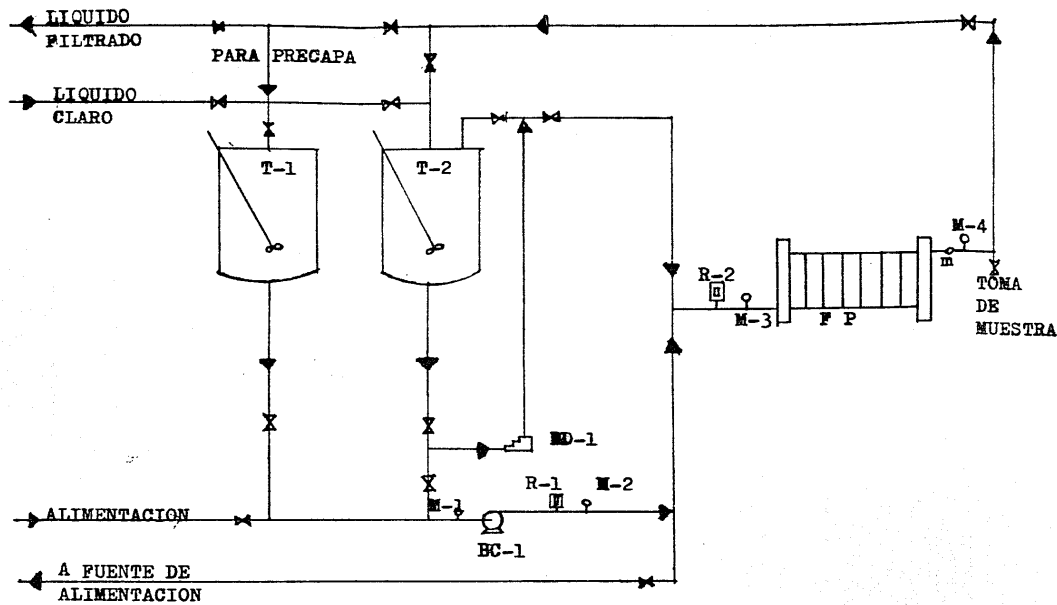 LIQUIDO
FILTRADO
PARA PRECAPA
LIQUIDO
CLARO
T-1
T-2
M-4
m
R-2
TOMA
DE
MUESTRA
M-3
F P
BD-1
R-1
M-2
M-1
ALIMENTACION
BC-1
A FUENTE DE
ALIMENTACION